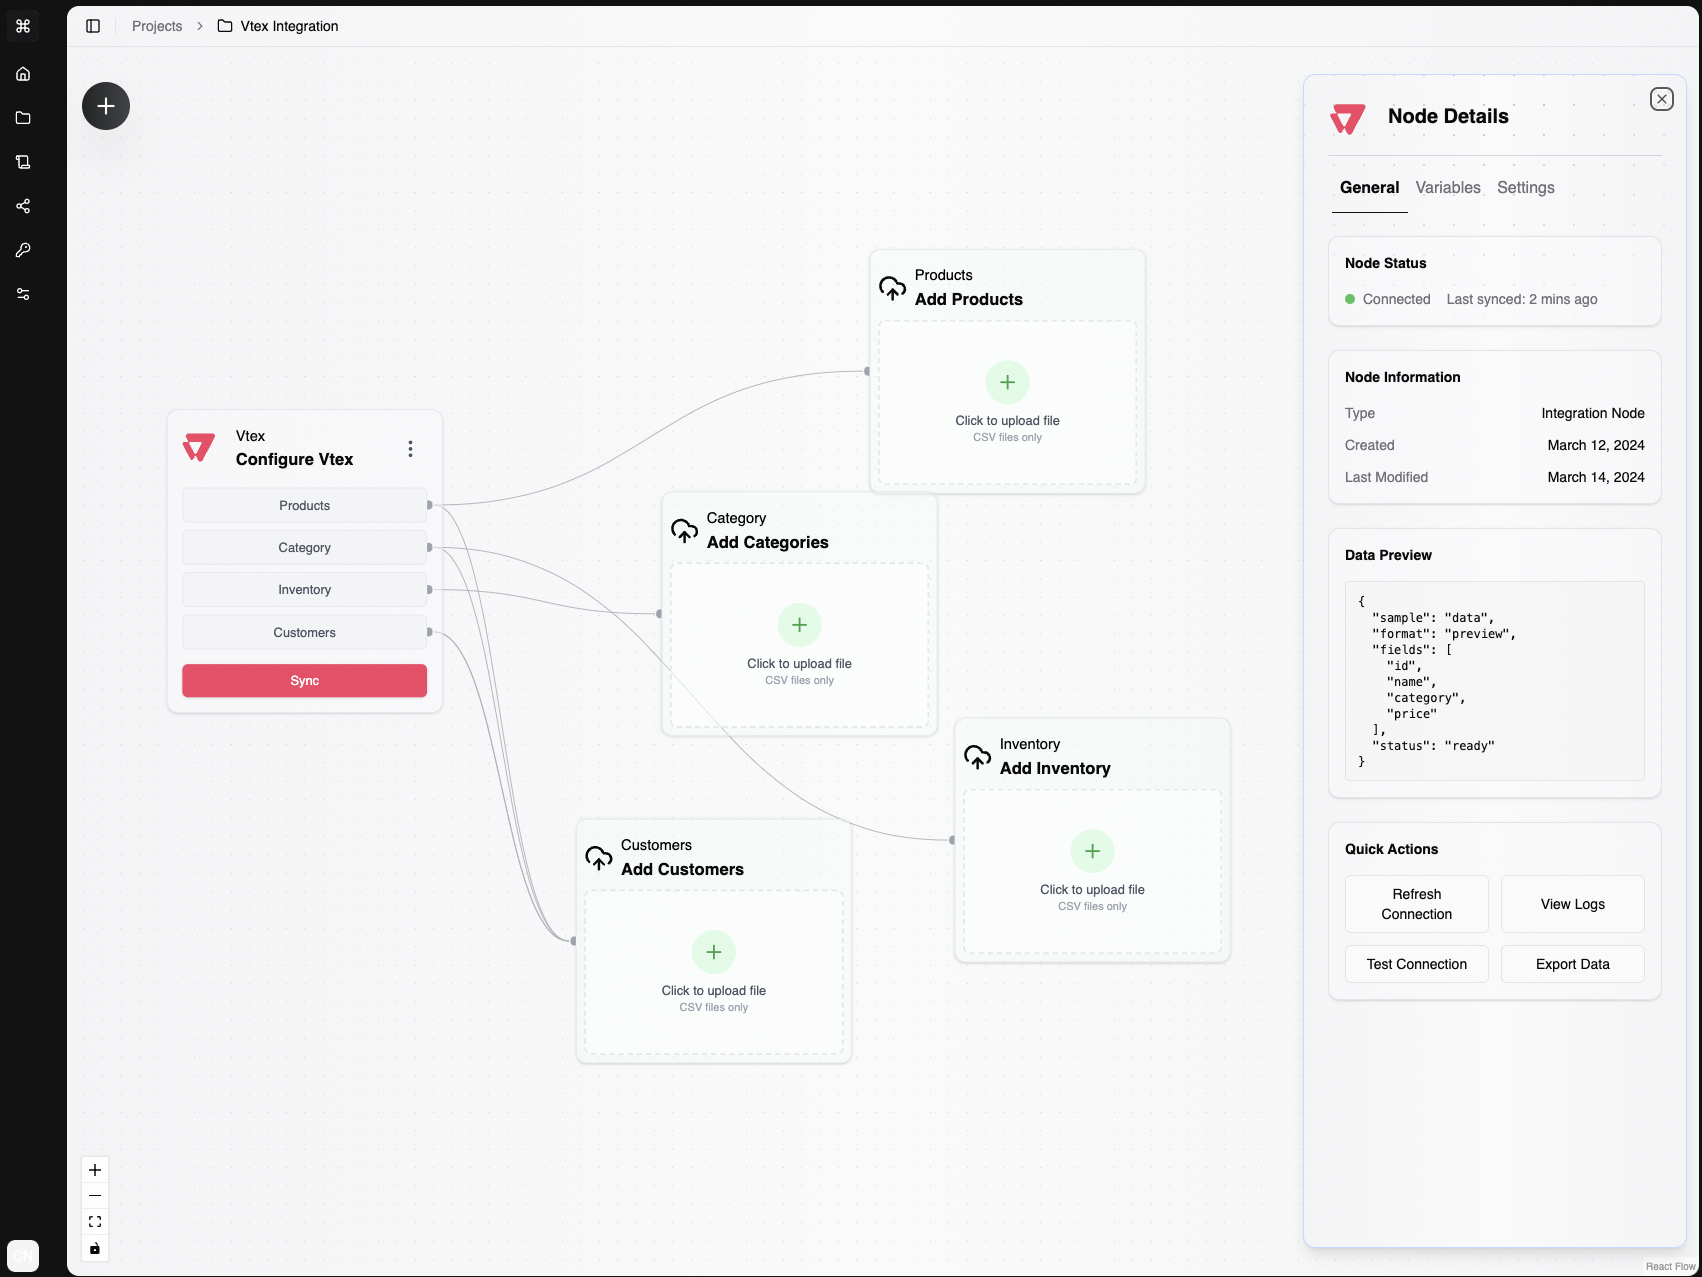 Projects
Vtex Integration
Vtex
Configure Vtex
Products
Category
Inventory
Customers
Sync
Products
Add Products
Click to upload file
CSV files only
Category
Add Categories
Click to upload file
CSV files only
Inventory
Add Inventory
Click to upload file
CSV files only
Customers
Add Customers
Click to upload file
CSV files only
Node Details
General Variables Settings
Node Status
Connected Last synced: 2 mins ago
Node Information
Type Integration Node
Created March 12, 2024
Last Modified March 14, 2024
Data Preview
{
"sample": "data",
"format": "preview",
"fields": [
"id",
"name",
"category",
"price"
],
"status": "ready"
}
Quick Actions
Refresh
Connection
View Logs
Test Connection
Export Data
CN
React Flow